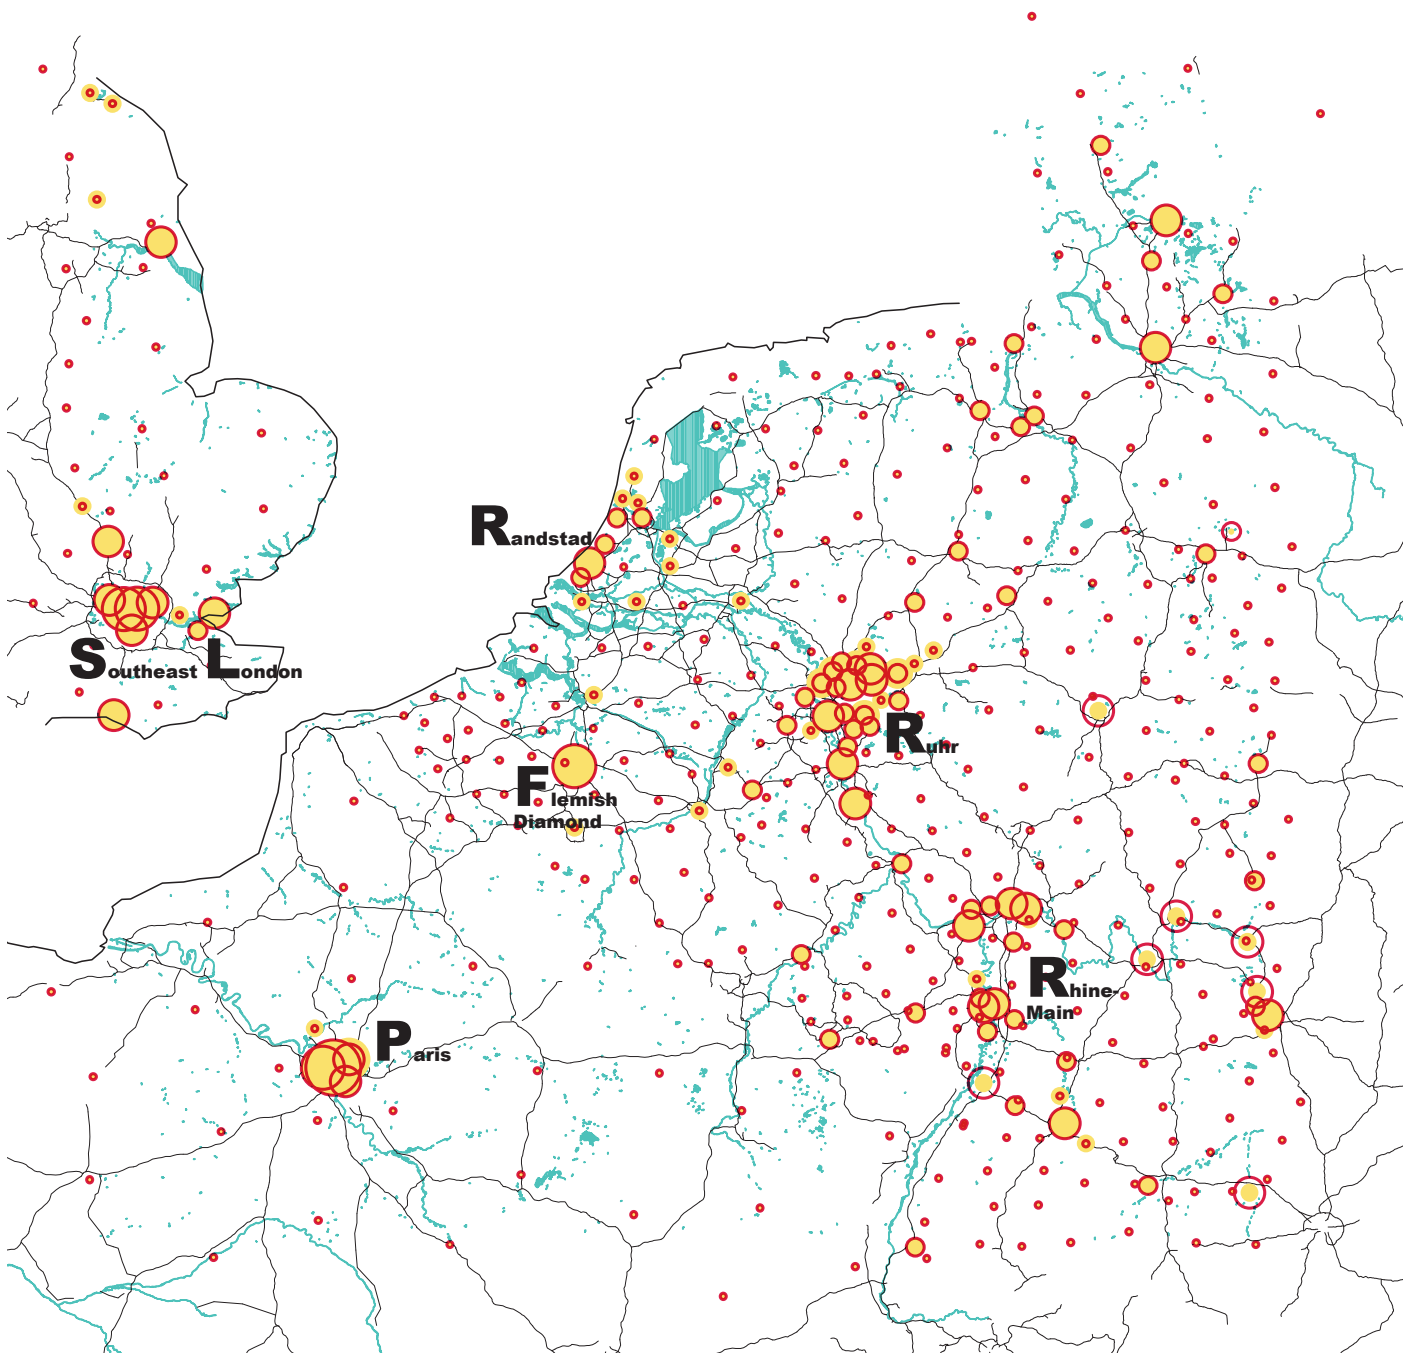 Randstad
Southeast London
Ruhr
Flemish
Diamond
Rhine-
Main
Paris